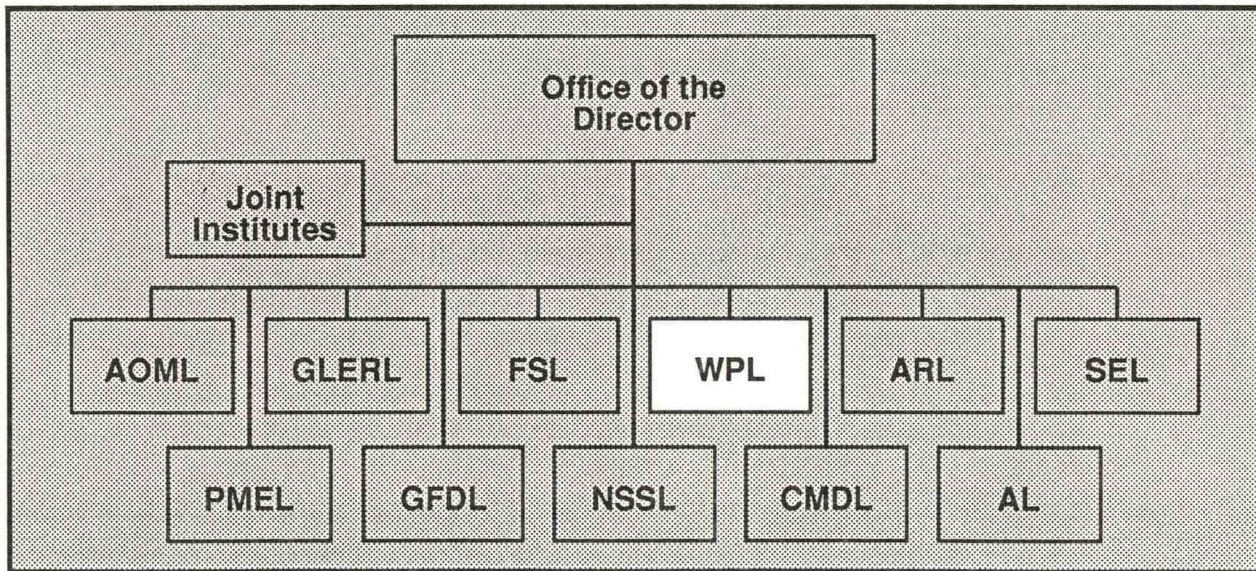 Office of the
Director
Joint
Institutes
AOML
GLERL
FSL
WPL
ARL
SEL
PMEL
GFDL
NSSL
CMDL
AL